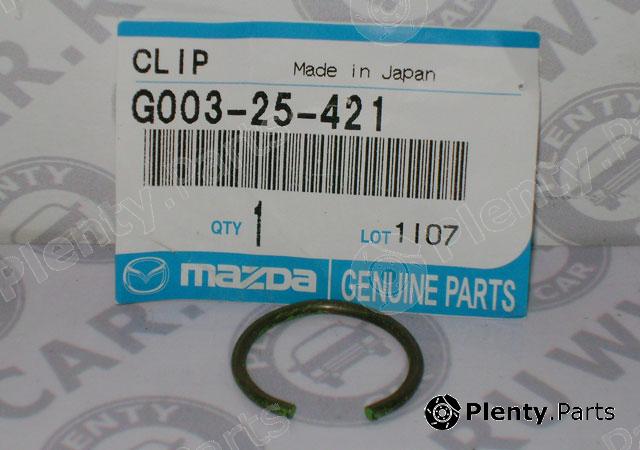 CLIP Made in Japan
G003-25-421
QTY 1 LOT 1107
mazda GENUINE PARTS
Plenty.Parts